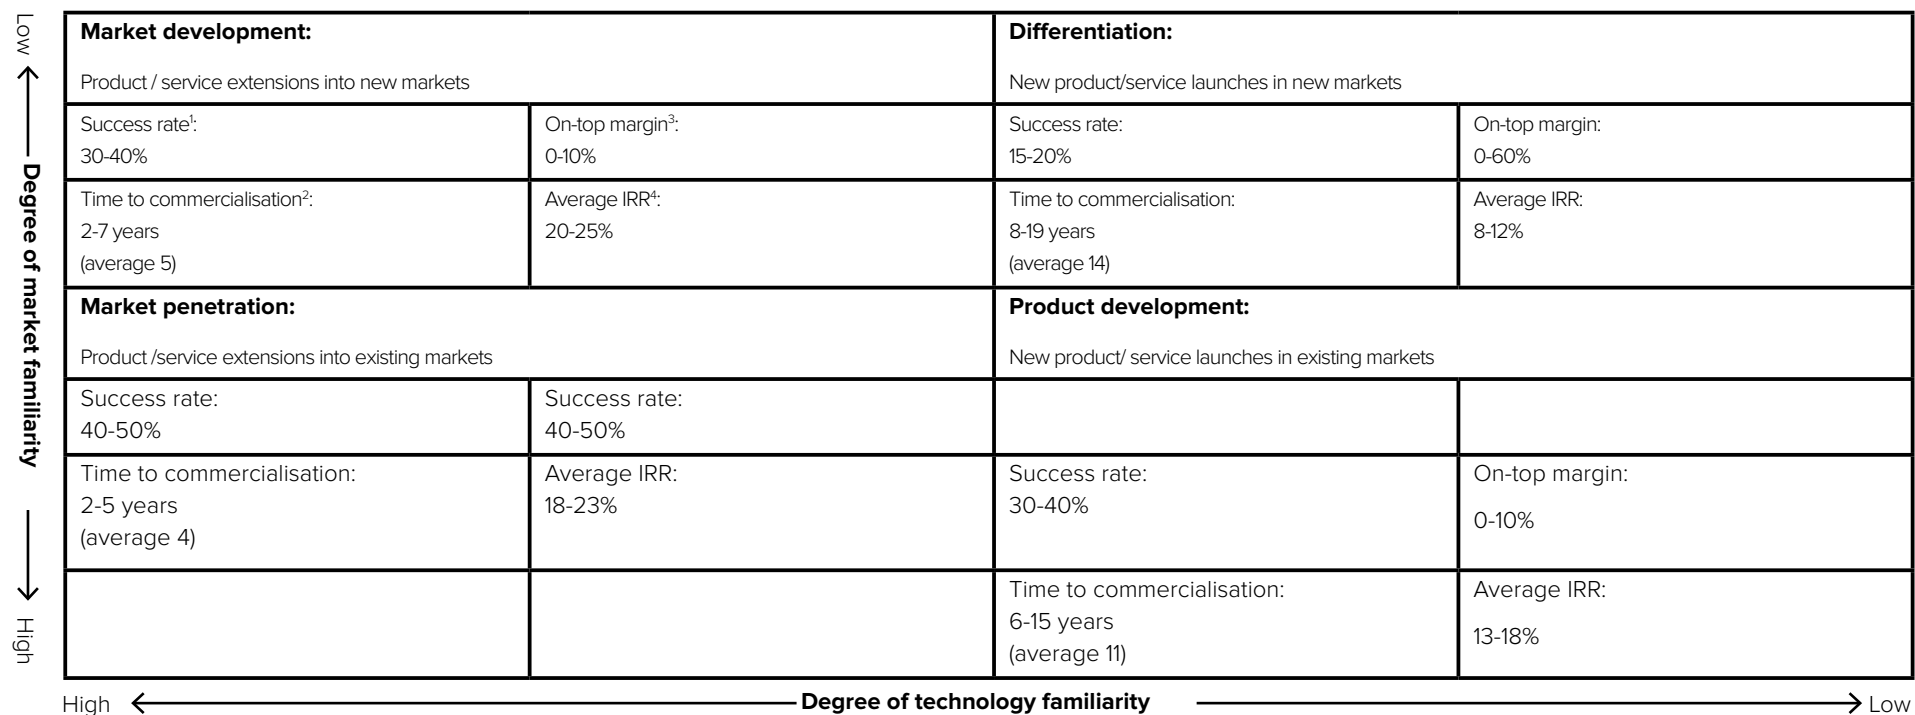 Low
Degree of market familiarity
High
Market development:
Product / service extensions into new markets
Success rate¹:
30-40%
On-top margin³:
0-10%
Time to commercialisation²:
2-7 years
(average 5)
Average IRR⁴:
20-25%
Differentiation:
New product/service launches in new markets
Success rate:
15-20%
On-top margin:
0-60%
Time to commercialisation:
8-19 years
(average 14)
Average IRR:
8-12%
Market penetration:
Product /service extensions into existing markets
Success rate:
40-50%
Success rate:
40-50%
Time to commercialisation:
2-5 years
(average 4)
Average IRR:
18-23%
Product development:
New product/ service launches in existing markets
Success rate:
30-40%
On-top margin:
0-10%
Time to commercialisation:
6-15 years
(average 11)
Average IRR:
13-18%
High
Degree of technology familiarity
Low